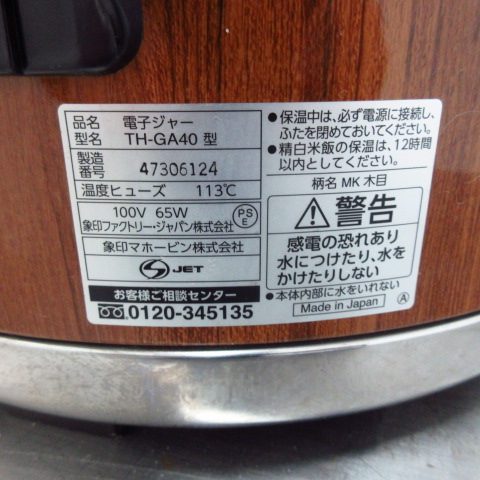 品名 電子ジャー
型名 TH-GA40 型
製造
番号 47306124
温度ヒューズ 113℃
100V 65W
象印ファクトリー・ジャパン株式会社
PS
E
象印マホービン株式会社
S JET
お客様ご相談センター
0120-345135
●保温中は、必ず電源に接続し、
ふたを閉めておいてください。
●精白米飯の保温は、12時間
以内としてください。
柄名 MK 木目
警告
感電の恐れあり
水につけたり、水を
かけたりしない
●本体内部に水をいれない
Made in Japan
A